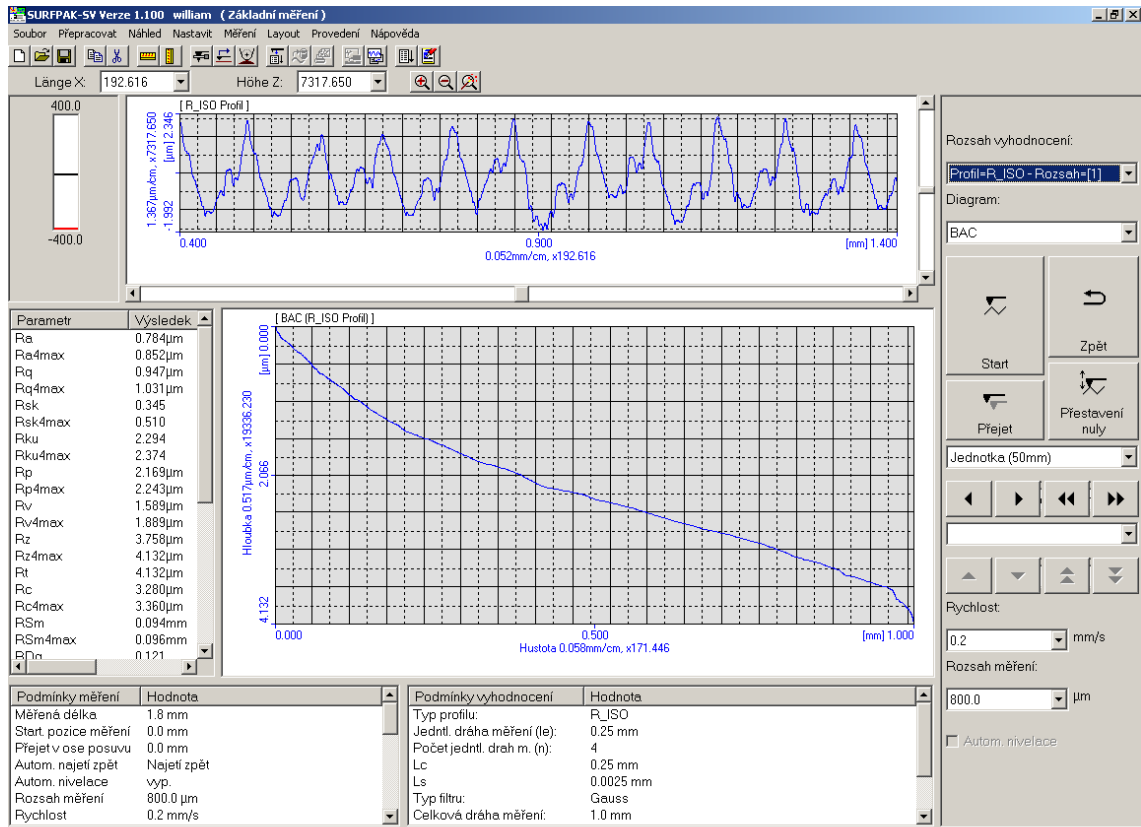 SURFPAK-SV Verze 1.100 william ( Základní měření )
Soubor Přepracovat Náhled Nastavit Měření Layout Provedení Nápověda
Länge X: 192.616 Höhe Z: 7317.650
400.0
-400.0
[ R_ISO Profil ]
1.367µm/cm, x7317.650
-1.992 [µm] 2.346
0.400 0.900 [mm] 1.400
0.052mm/cm, x192.616
Parametr Výsledek
Ra 0.784µm
Ra4max 0.852µm
Rq 0.947µm
Rq4max 1.031µm
Rsk 0.345
Rsk4max 0.510
Rku 2.294
Rku4max 2.374
Rp 2.169µm
Rp4max 2.243µm
Rv 1.589µm
Rv4max 1.889µm
Rz 3.758µm
Rz4max 4.132µm
Rt 4.132µm
Rc 3.280µm
Rc4max 3.360µm
RSm 0.094mm
RSm4max 0.096mm
RDq 0.121
[ BAC (R_ISO Profil) ]
Hloubka 0.517µm/cm, x19336.230
4.132 2.066 [µm] 0.000
0.000 0.500 [mm] 1.000
Hustota 0.058mm/cm, x171.446
Rozsah vyhodnocení:
Profil=R_ISO - Rozsah=[1]
Diagram:
BAC
Start
Zpět
Přejet
Přestavení
nuly
Jednotka (50mm)
Rychlost:
0.2 mm/s
Rozsah měření:
800.0 µm
Autom. nivelace
Podmínky měření Hodnota
Měřená délka 1.8 mm
Start. pozice měření 0.0 mm
Přejet v ose posuvu 0.0 mm
Autom. najetí zpět Najetí zpět
Autom. nivelace vyp.
Rozsah měření 800.0 µm
Rychlost 0.2 mm/s
Podmínky vyhodnocení Hodnota
Typ profilu: R_ISO
Jedntl. dráha měření (le): 0.25 mm
Počet jedntl. drah m. (n): 4
Lc 0.25 mm
Ls 0.0025 mm
Typ filtru: Gauss
Celková dráha měření: 1.0 mm